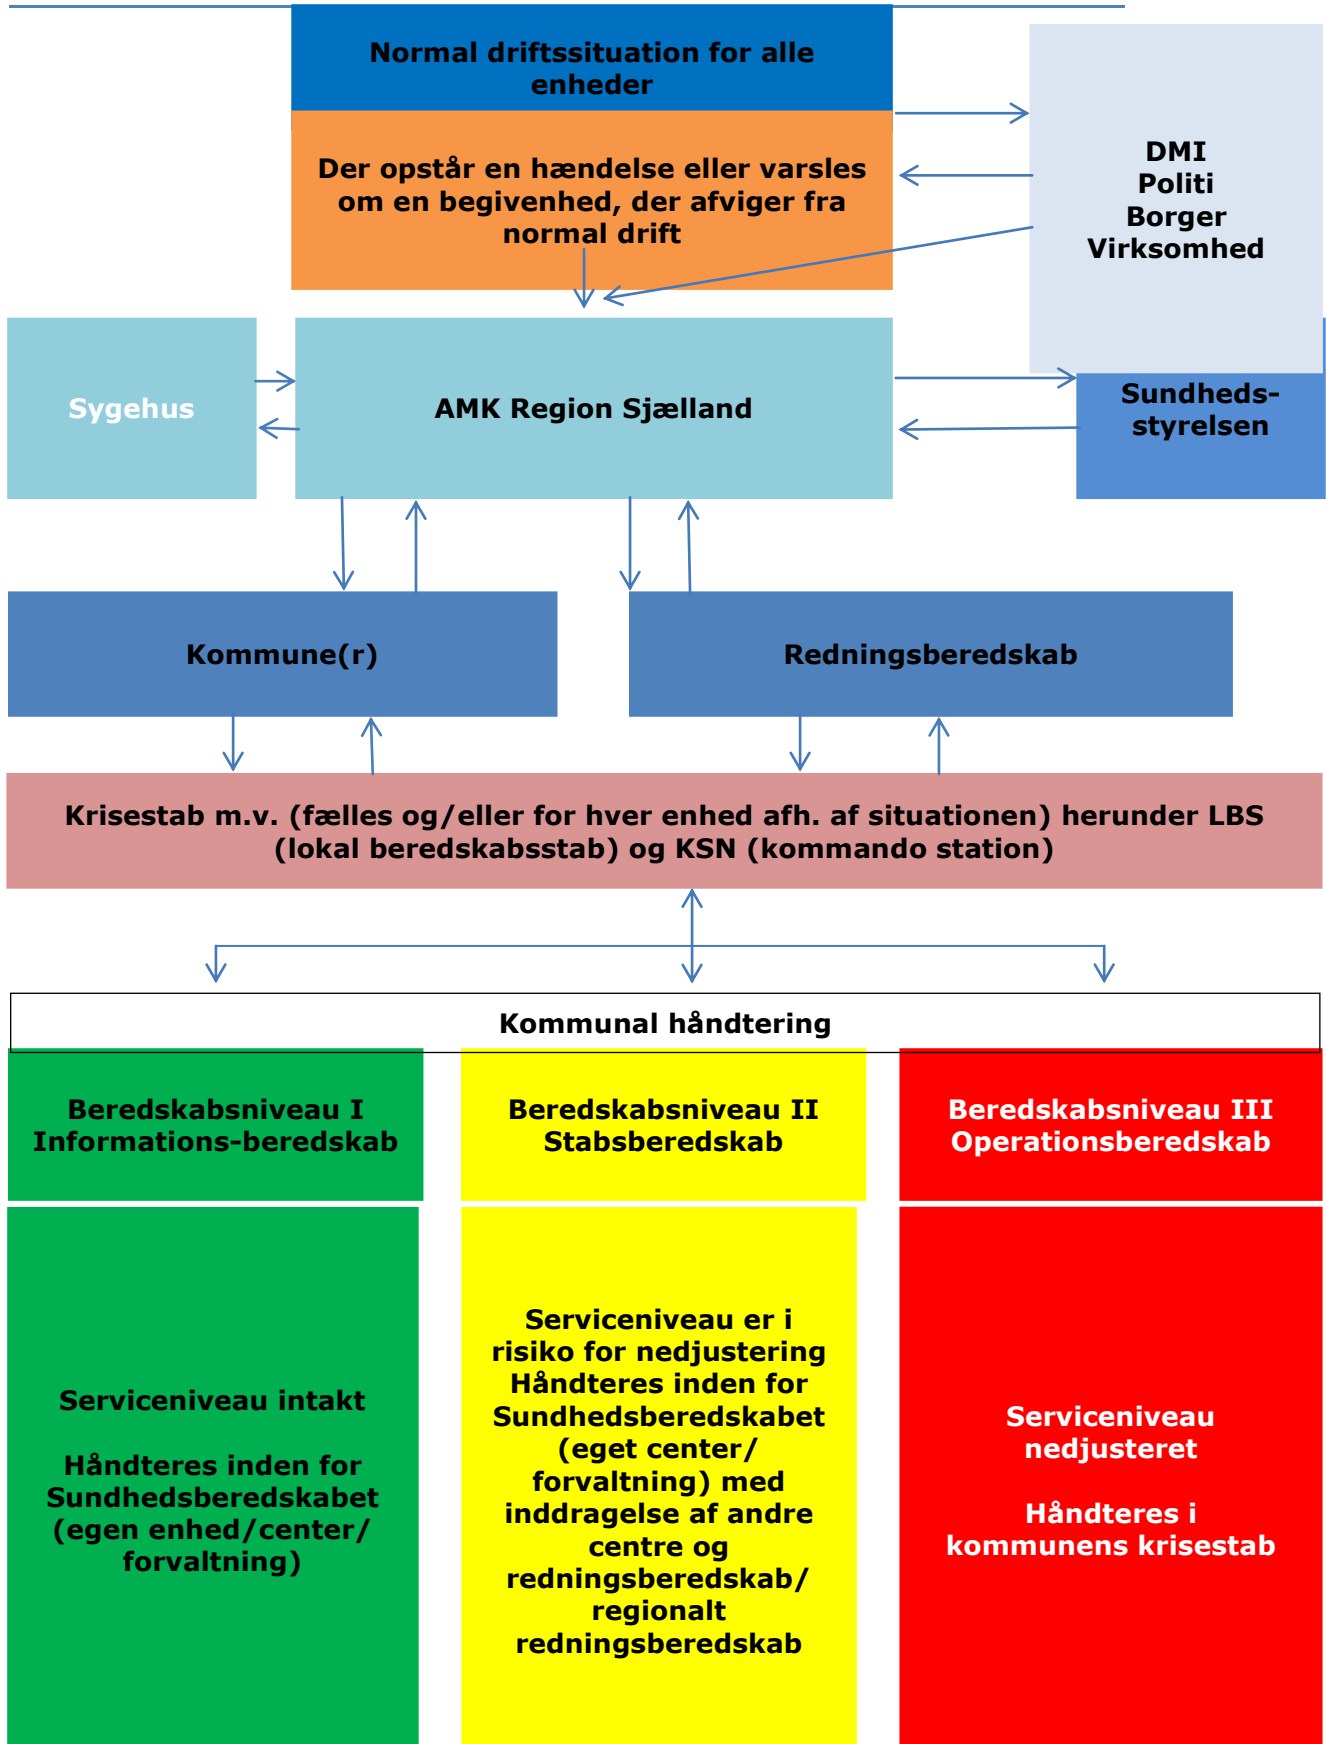 Normal driftssituation for alle
enheder
Der opstår en hændelse eller varsles
om en begivenhed, der afviger fra
normal drift
DMI
Politi
Borger
Virksomhed
Sygehus
AMK Region Sjælland
Sundheds-
styrelsen
Kommune(r)
Redningsberedskab
Krisestab m.v. (fælles og/eller for hver enhed afh. af situationen) herunder LBS
(lokal beredskabsstab) og KSN (kommando station)
Kommunal håndtering
Beredskabsniveau I
Informations-beredskab
Beredskabsniveau II
Stabsberedskab
Beredskabsniveau III
Operationsberedskab
Serviceniveau intakt
Håndteres inden for
Sundhedsberedskabet
(egen enhed/center/
forvaltning)
Serviceniveau er i
risiko for nedjustering
Håndteres inden for
Sundhedsberedskabet
(eget center/
forvaltning) med
inddragelse af andre
centre og
redningsberedskab/
regionalt
redningsberedskab
Serviceniveau
nedjusteret
Håndteres i
kommunens krisestab